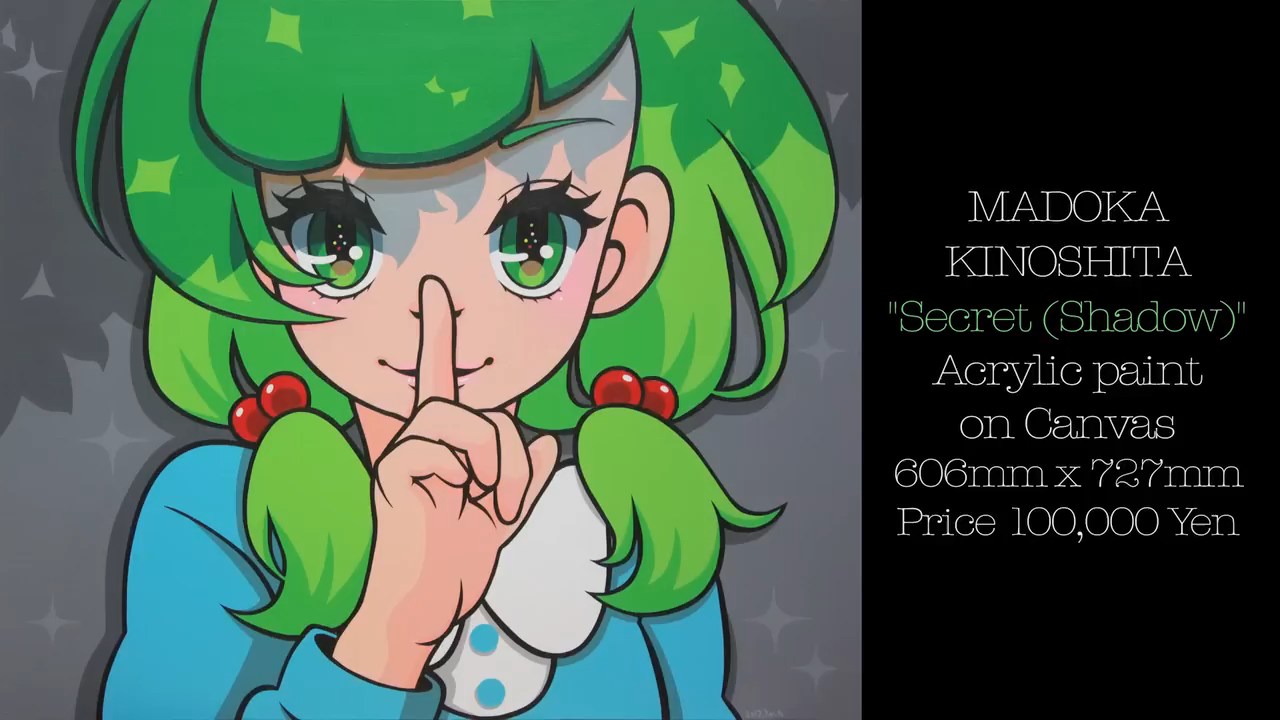 MADOKA
KINOSHITA
"Secret (Shadow)"
Acrylic paint
on Canvas
606mm x 727mm
Price 100,000 Yen